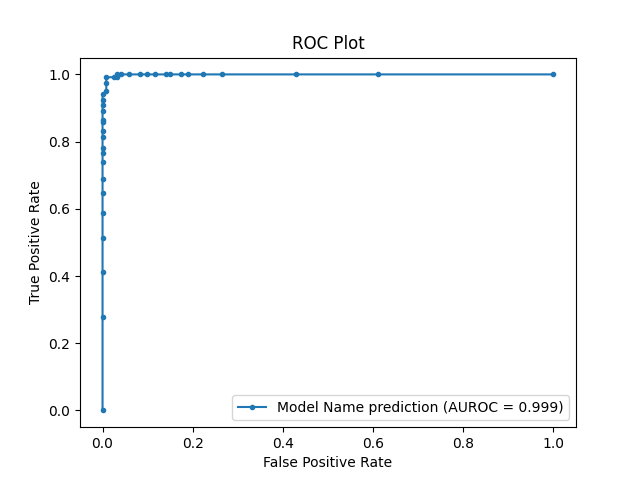 ROC Plot
1.0
0.8
0.6
0.4
0.2
0.0
True Positive Rate
Model Name prediction (AUROC = 0.999)
0.0 0.2 0.4 0.6 0.8 1.0
False Positive Rate